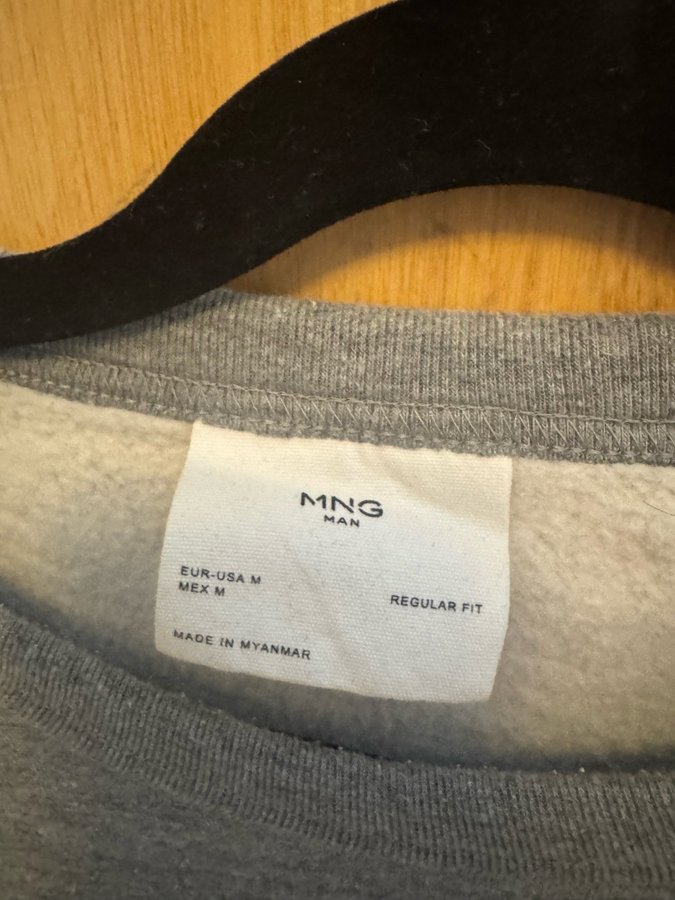 MNG
MAN
EUR-USA M
MEX M
REGULAR FIT
MADE IN MYANMAR